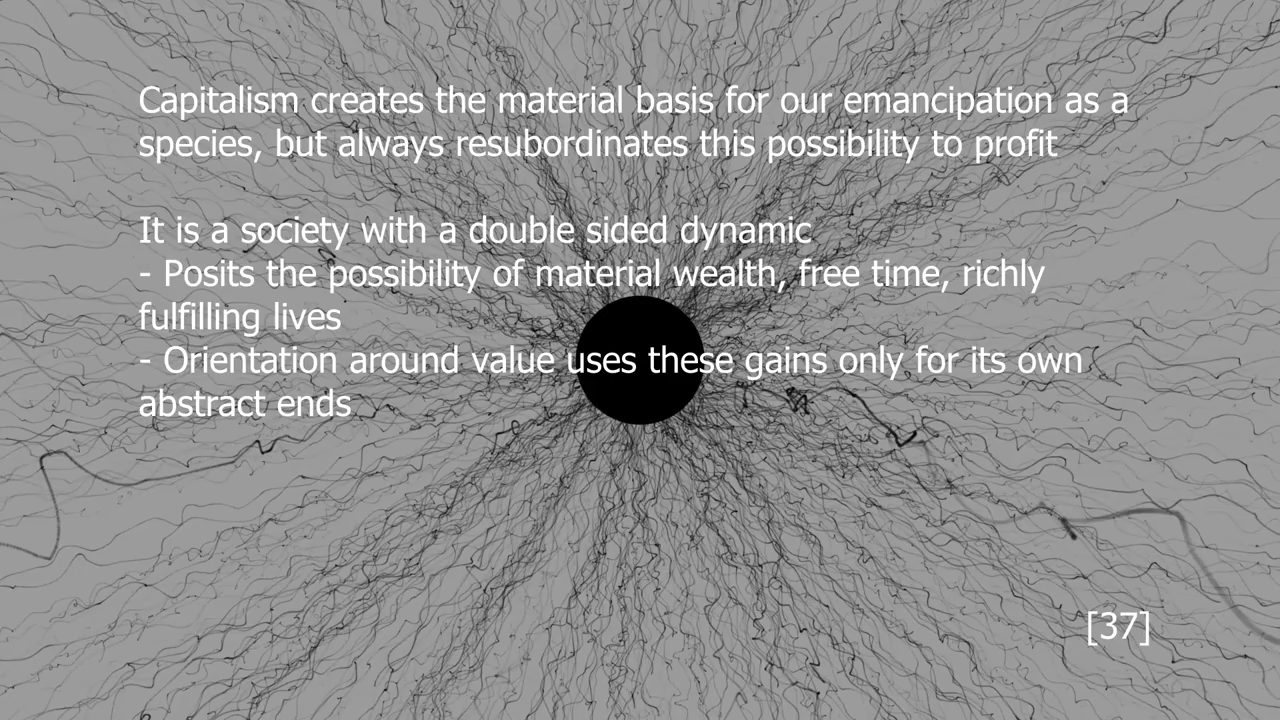 Capitalism creates the material basis for our emancipation as a
species, but always resubordinates this possibility to profit
It is a society with a double sided dynamic
- Posits the possibility of material wealth, free time, richly
fulfilling lives
- Orientation around value uses these gains only for its own
abstract ends
[37]